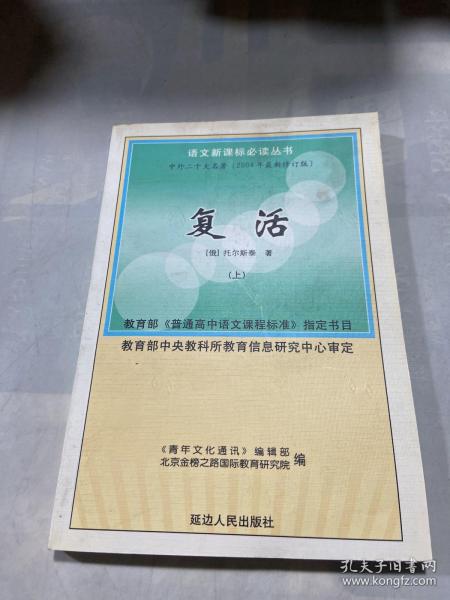 语文新课标必读丛书
中外二十大名著（2004年最新修订版）
复活
［俄］托尔斯泰 著
（上）
教育部《普通高中语文课程标准》指定书目
教育部中央教科所教育信息研究中心审定
《青年文化通讯》编辑部
北京金榜之路国际教育研究院 编
延边人民出版社
孔夫子旧书网
www.kongfz.com